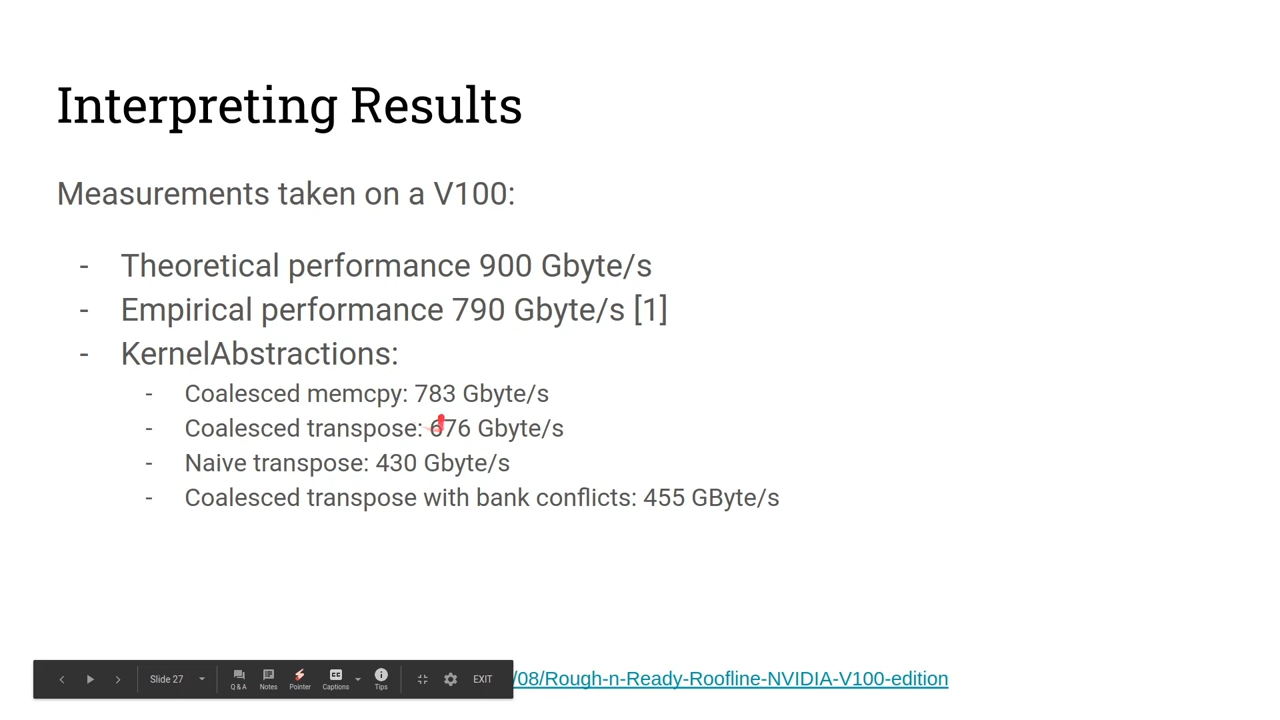 Interpreting Results
Measurements taken on a V100:
- Theoretical performance 900 Gbyte/s
- Empirical performance 790 Gbyte/s [1]
- KernelAbstractions:
- Coalesced memcpy: 783 Gbyte/s
- Coalesced transpose: 676 Gbyte/s
- Naive transpose: 430 Gbyte/s
- Coalesced transpose with bank conflicts: 455 GByte/s
/08/Rough-n-Ready-Roofline-NVIDIA-V100-edition
Slide 27
Q & A Notes Pointer Captions Tips EXIT